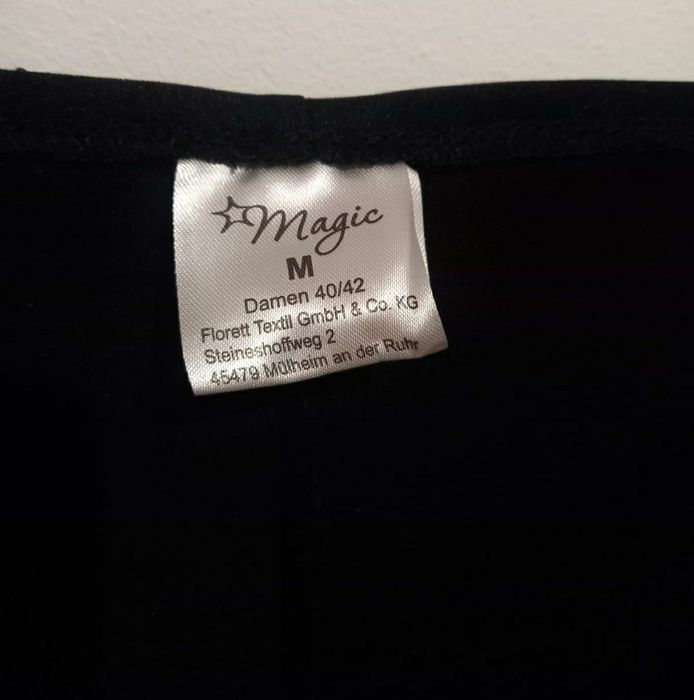 Magic
M
Damen 40/42
Florett Textil GmbH & Co. KG
Steineshoffweg 2
45479 Mülheim an der Ruhr